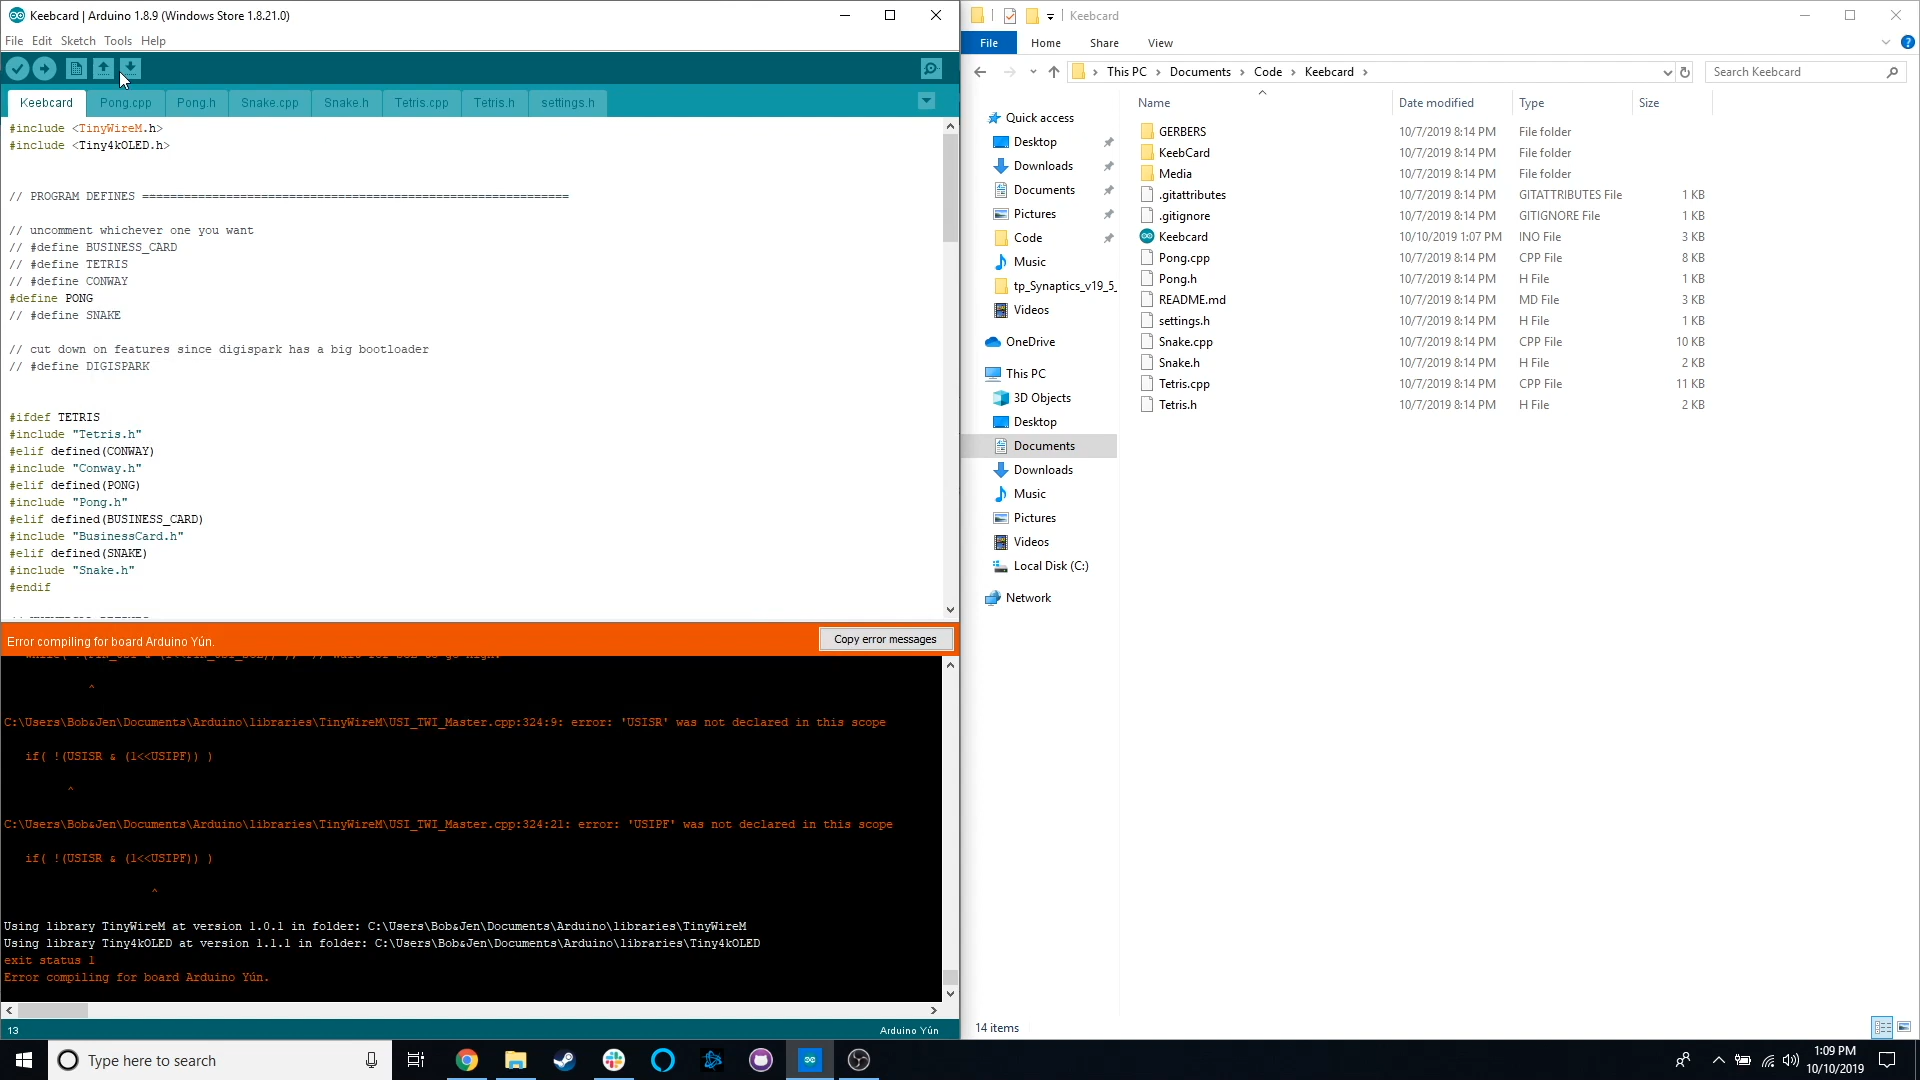 Keebcard | Arduino 1.8.9 (Windows Store 1.8.21.0)
File Edit Sketch Tools Help
Keebcard Pong.cpp Pong.h Snake.cpp Snake.h Tetris.cpp Tetris.h settings.h
#include <TinyWireM.h>
#include <Tiny4kOLED.h>
// PROGRAM DEFINES =============================================================
// uncomment whichever one you want
// #define BUSINESS_CARD
// #define TETRIS
// #define CONWAY
#define PONG
// #define SNAKE
// cut down on features since digispark has a big bootloader
// #define DIGISPARK
#ifdef TETRIS
#include "Tetris.h"
#elif defined(CONWAY)
#include "Conway.h"
#elif defined(PONG)
#include "Pong.h"
#elif defined(BUSINESS_CARD)
#include "BusinessCard.h"
#elif defined(SNAKE)
#include "Snake.h"
#endif
Error compiling for board Arduino Yún.
Copy error messages
^
C:\Users\Bob&Jen\Documents\Arduino\libraries\TinyWireM\USI_TWI_Master.cpp:324:9: error: 'USISR' was not declared in this scope
if( !(USISR & (1<<USIPF)) )
^
C:\Users\Bob&Jen\Documents\Arduino\libraries\TinyWireM\USI_TWI_Master.cpp:324:21: error: 'USIPF' was not declared in this scope
if( !(USISR & (1<<USIPF)) )
^
Using library TinyWireM at version 1.0.1 in folder: C:\Users\Bob&Jen\Documents\Arduino\libraries\TinyWireM
Using library Tiny4kOLED at version 1.1.1 in folder: C:\Users\Bob&Jen\Documents\Arduino\libraries\Tiny4kOLED
exit status 1
Error compiling for board Arduino Yún.
13
Arduino Yún
Keebcard
File Home Share View
This PC > Documents > Code > Keebcard >
Search Keebcard
Quick access
Desktop
Downloads
Documents
Pictures
Code
Music
tp_Synaptics_v19_5_
Videos
OneDrive
This PC
3D Objects
Desktop
Documents
Downloads
Music
Pictures
Videos
Local Disk (C:)
Network
Name Date modified Type Size
GERBERS 10/7/2019 8:14 PM File folder
KeebCard 10/7/2019 8:14 PM File folder
Media 10/7/2019 8:14 PM File folder
.gitattributes 10/7/2019 8:14 PM GITATTRIBUTES File 1 KB
.gitignore 10/7/2019 8:14 PM GITIGNORE File 1 KB
Keebcard 10/10/2019 1:07 PM INO File 3 KB
Pong.cpp 10/7/2019 8:14 PM CPP File 8 KB
Pong.h 10/7/2019 8:14 PM H File 1 KB
README.md 10/7/2019 8:14 PM MD File 3 KB
settings.h 10/7/2019 8:14 PM H File 1 KB
Snake.cpp 10/7/2019 8:14 PM CPP File 10 KB
Snake.h 10/7/2019 8:14 PM H File 2 KB
Tetris.cpp 10/7/2019 8:14 PM CPP File 11 KB
Tetris.h 10/7/2019 8:14 PM H File 2 KB
14 items
Type here to search
1:09 PM
10/10/2019